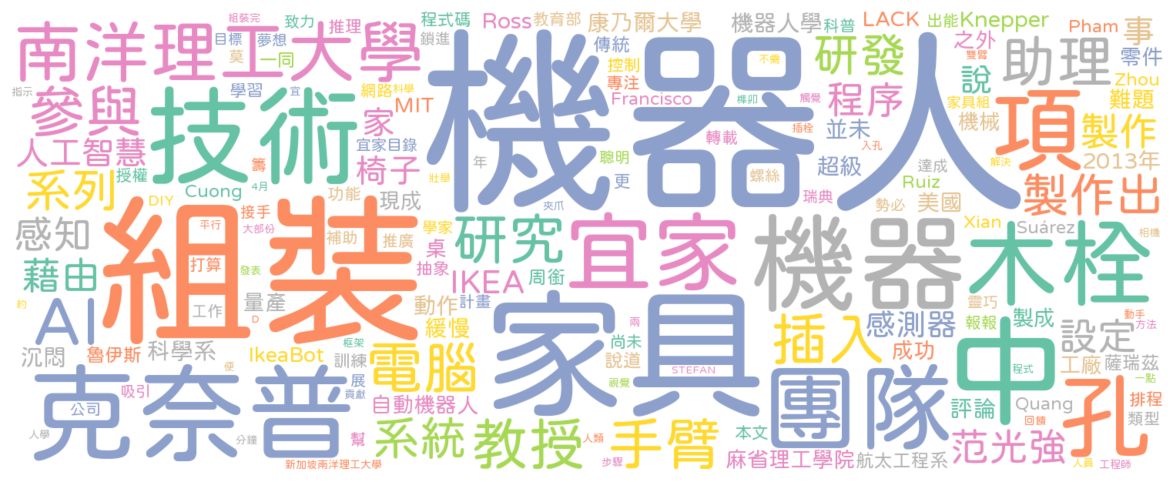 組裝完 致力 推理 Ross 教育部 康乃爾大學 機器人學 LACK 出能 Knepper
南洋理工大學 目標 夢想 程式碼 鎖進 科普 Pham 事
指示 莫 一同 傳統 不需 研發 之外 雙臂 零件
機器人 控制 助理 說
參與 技術 學習 宜 網路 料學 專注 榫卯 觸覺 程序 家具組 Zhou
家 MIT Francisco 插栓 機械 項 難題
人工智慧 籌 宜家目錄 轉載 並未 入孔 製作
系列 授權 椅子 年 聰明 超級 達成 解決 2013年
Cuong 4月 功能 壯舉 更 螺絲 Ruiz 美國 製作出
DIY 接手 現成 夾爪 瑞典 勢必
感知 組裝 平行 大部份 學家 桌 研究 宜家 機器 Xian Suárez 相機
打算 補助 推廣 抽象 IKEA 周銜 靈巧 木栓
藉由 發表 計畫
AI 約 工作 量產 動作 家具 兩 插入 感測器 報報 製成 動手
D 框架 緩慢 尚未 設定 方法
沉悶 魯伊斯 科學系 IkeaBot 訓練 說道 成功 中 工廠 薩瑞茲
便 展 電腦 STEFAN 程式 一點
克奈普 公司 吸引 貢獻 視覺 團隊 評論 Quang 孔 排程
自動機器人 回饋 類型
人學 分鐘 幫 系統 教授 人類 手臂 本文 范光強
新加坡南洋理工大學 步驟 麻省理工學院 航太工程系 人員 工程師